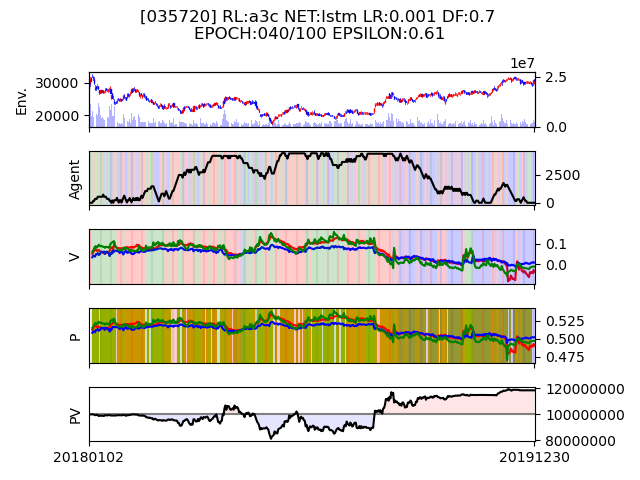 [035720] RL:a3c NET:lstm LR:0.001 DF:0.7
EPOCH:040/100 EPSILON:0.61
1e7
Env.
30000
20000
2.5
0.0
Agent
2500
0
V
0.1
0.0
P
0.525
0.500
0.475
PV
120000000
100000000
80000000
20180102
20191230